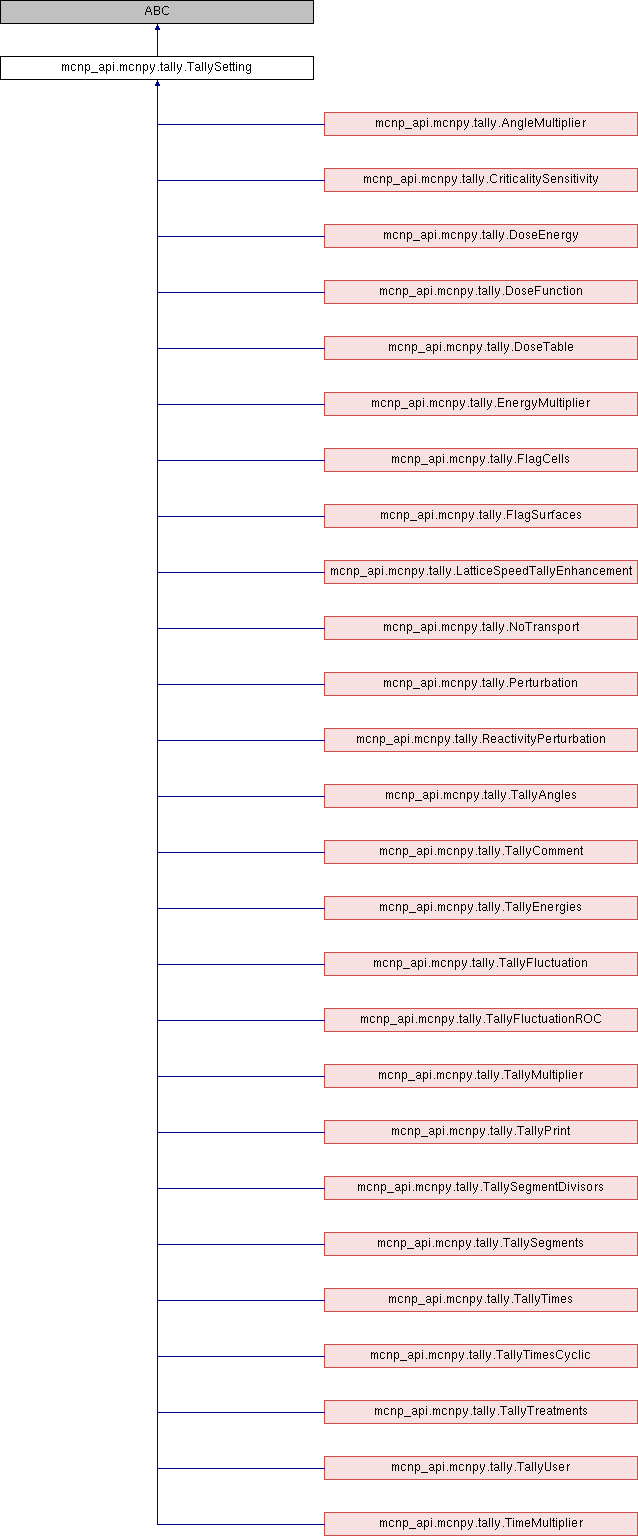 ABC
mcnp_api.mcnpy.tally.TallySetting
mcnp_api.mcnpy.tally.AngleMultiplier
mcnp_api.mcnpy.tally.CriticalitySensitivity
mcnp_api.mcnpy.tally.DoseEnergy
mcnp_api.mcnpy.tally.DoseFunction
mcnp_api.mcnpy.tally.DoseTable
mcnp_api.mcnpy.tally.EnergyMultiplier
mcnp_api.mcnpy.tally.FlagCells
mcnp_api.mcnpy.tally.FlagSurfaces
mcnp_api.mcnpy.tally.LatticeSpeedTallyEnhancement
mcnp_api.mcnpy.tally.NoTransport
mcnp_api.mcnpy.tally.Perturbation
mcnp_api.mcnpy.tally.ReactivityPerturbation
mcnp_api.mcnpy.tally.TallyAngles
mcnp_api.mcnpy.tally.TallyComment
mcnp_api.mcnpy.tally.TallyEnergies
mcnp_api.mcnpy.tally.TallyFluctuation
mcnp_api.mcnpy.tally.TallyFluctuationROC
mcnp_api.mcnpy.tally.TallyMultiplier
mcnp_api.mcnpy.tally.TallyPrint
mcnp_api.mcnpy.tally.TallySegmentDivisors
mcnp_api.mcnpy.tally.TallySegments
mcnp_api.mcnpy.tally.TallyTimes
mcnp_api.mcnpy.tally.TallyTimesCyclic
mcnp_api.mcnpy.tally.TallyTreatments
mcnp_api.mcnpy.tally.TallyUser
mcnp_api.mcnpy.tally.TimeMultiplier